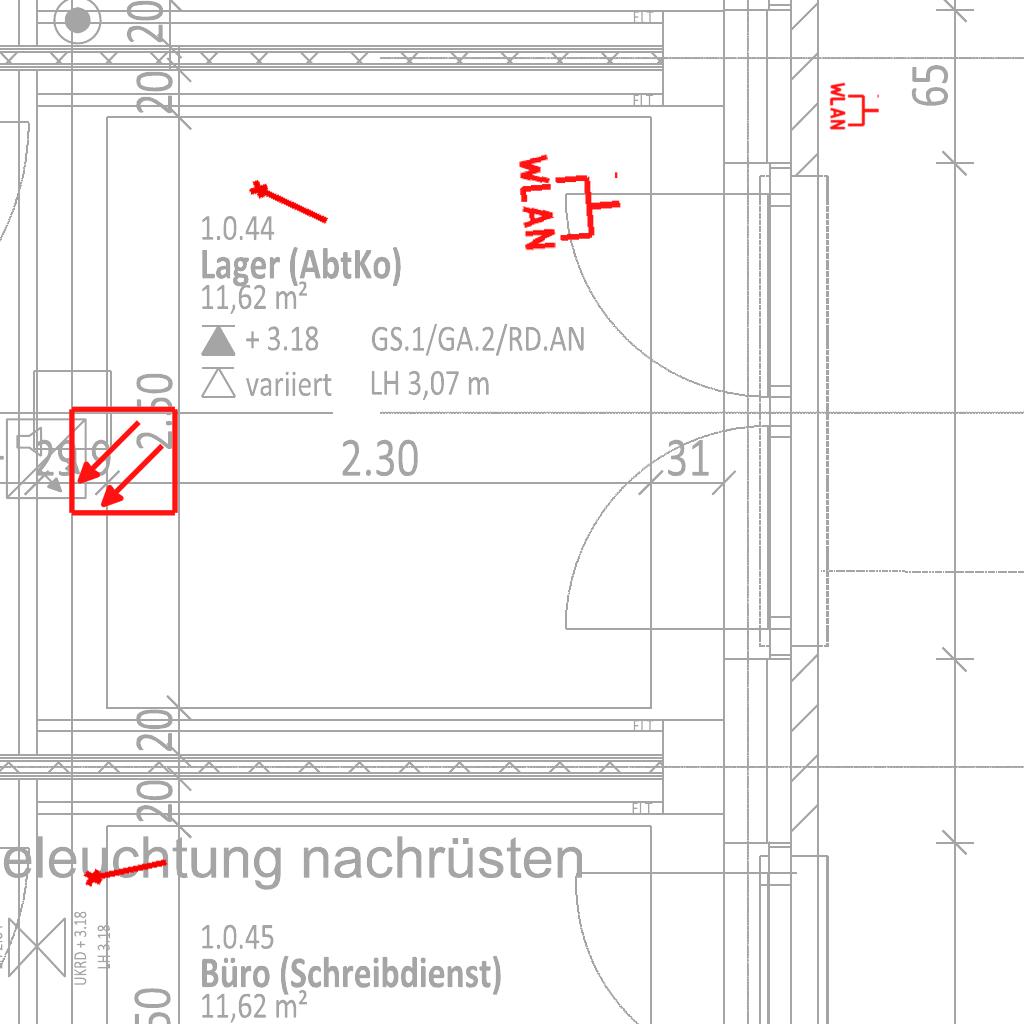 20
FIT
20
FIT
65
WLAN
WLAN
1.0.44
Lager (AbtKo)
11,62 m²
+ 3.18 GS.1/GA.2/RD.AN
variiert LH 3,07 m
2.50
29.9
2.30
31
20
FIT
20
FIT
eleuchtung nachrüsten
UKRD + 3.18
LH 3.18
1.0.45
Büro (Schreibdienst)
11,62 m²
50